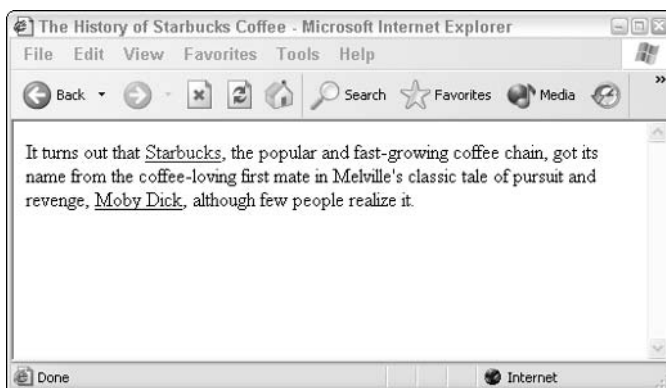 The History of Starbucks Coffee - Microsoft Internet Explorer
File Edit View Favorites Tools Help
Back Search Favorites Media »
It turns out that Starbucks, the popular and fast-growing coffee chain, got its
name from the coffee-loving first mate in Melville's classic tale of pursuit and
revenge, Moby Dick, although few people realize it.
Done Internet